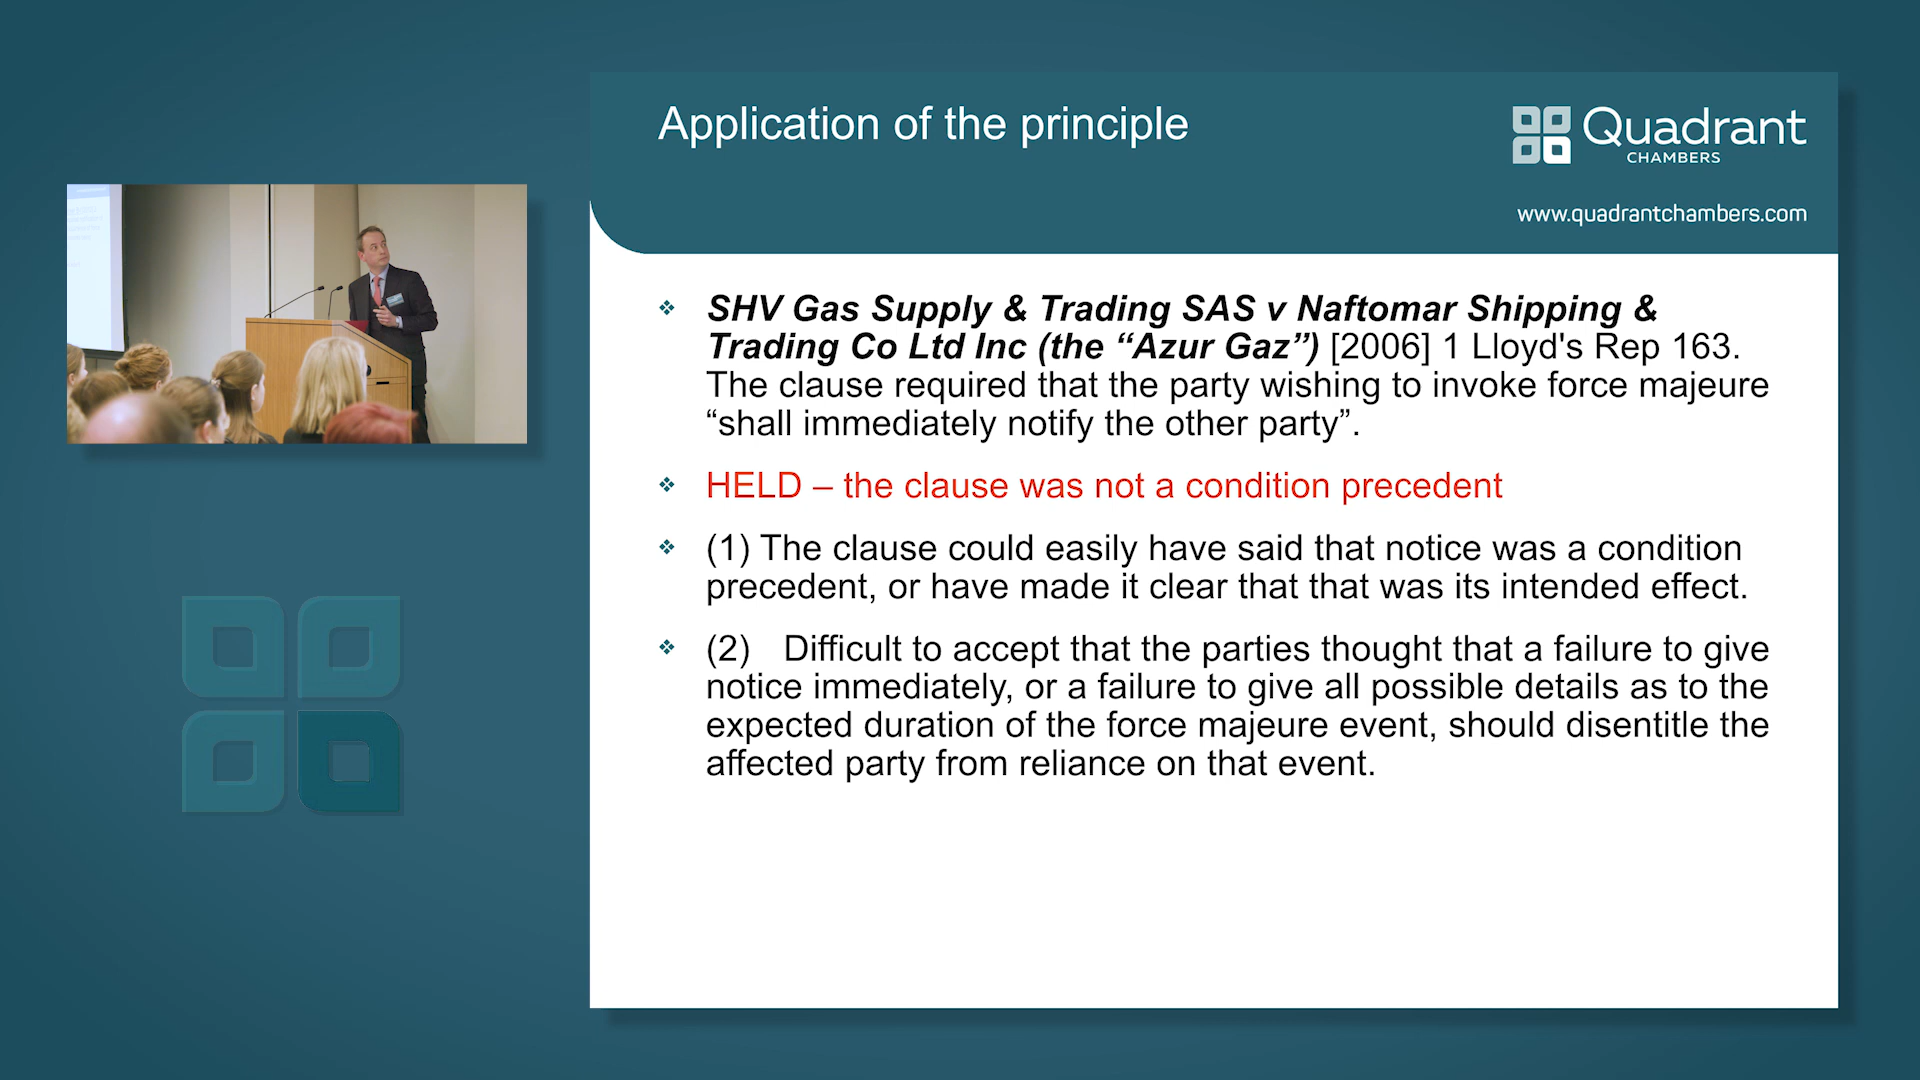 Application of the principle
Quadrant
CHAMBERS
www.quadrantchambers.com
SHV Gas Supply & Trading SAS v Naftomar Shipping &
Trading Co Ltd Inc (the “Azur Gaz”) [2006] 1 Lloyd's Rep 163.
The clause required that the party wishing to invoke force majeure
“shall immediately notify the other party”.
HELD – the clause was not a condition precedent
(1) The clause could easily have said that notice was a condition
precedent, or have made it clear that that was its intended effect.
(2) Difficult to accept that the parties thought that a failure to give
notice immediately, or a failure to give all possible details as to the
expected duration of the force majeure event, should disentitle the
affected party from reliance on that event.